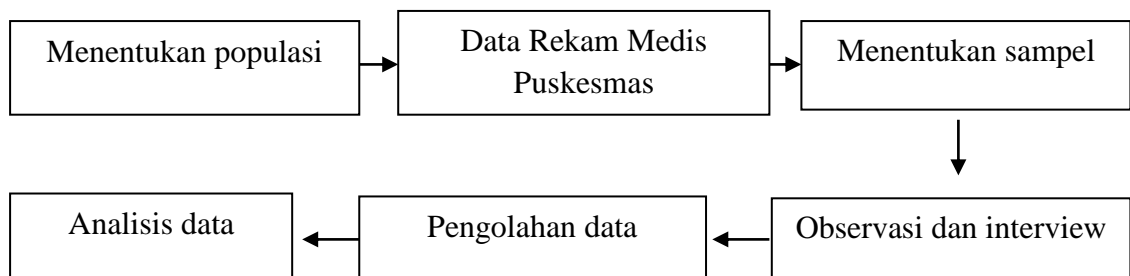 Menentukan populasi
Data Rekam Medis
Puskesmas
Menentukan sampel
Observasi dan interview
Pengolahan data
Analisis data